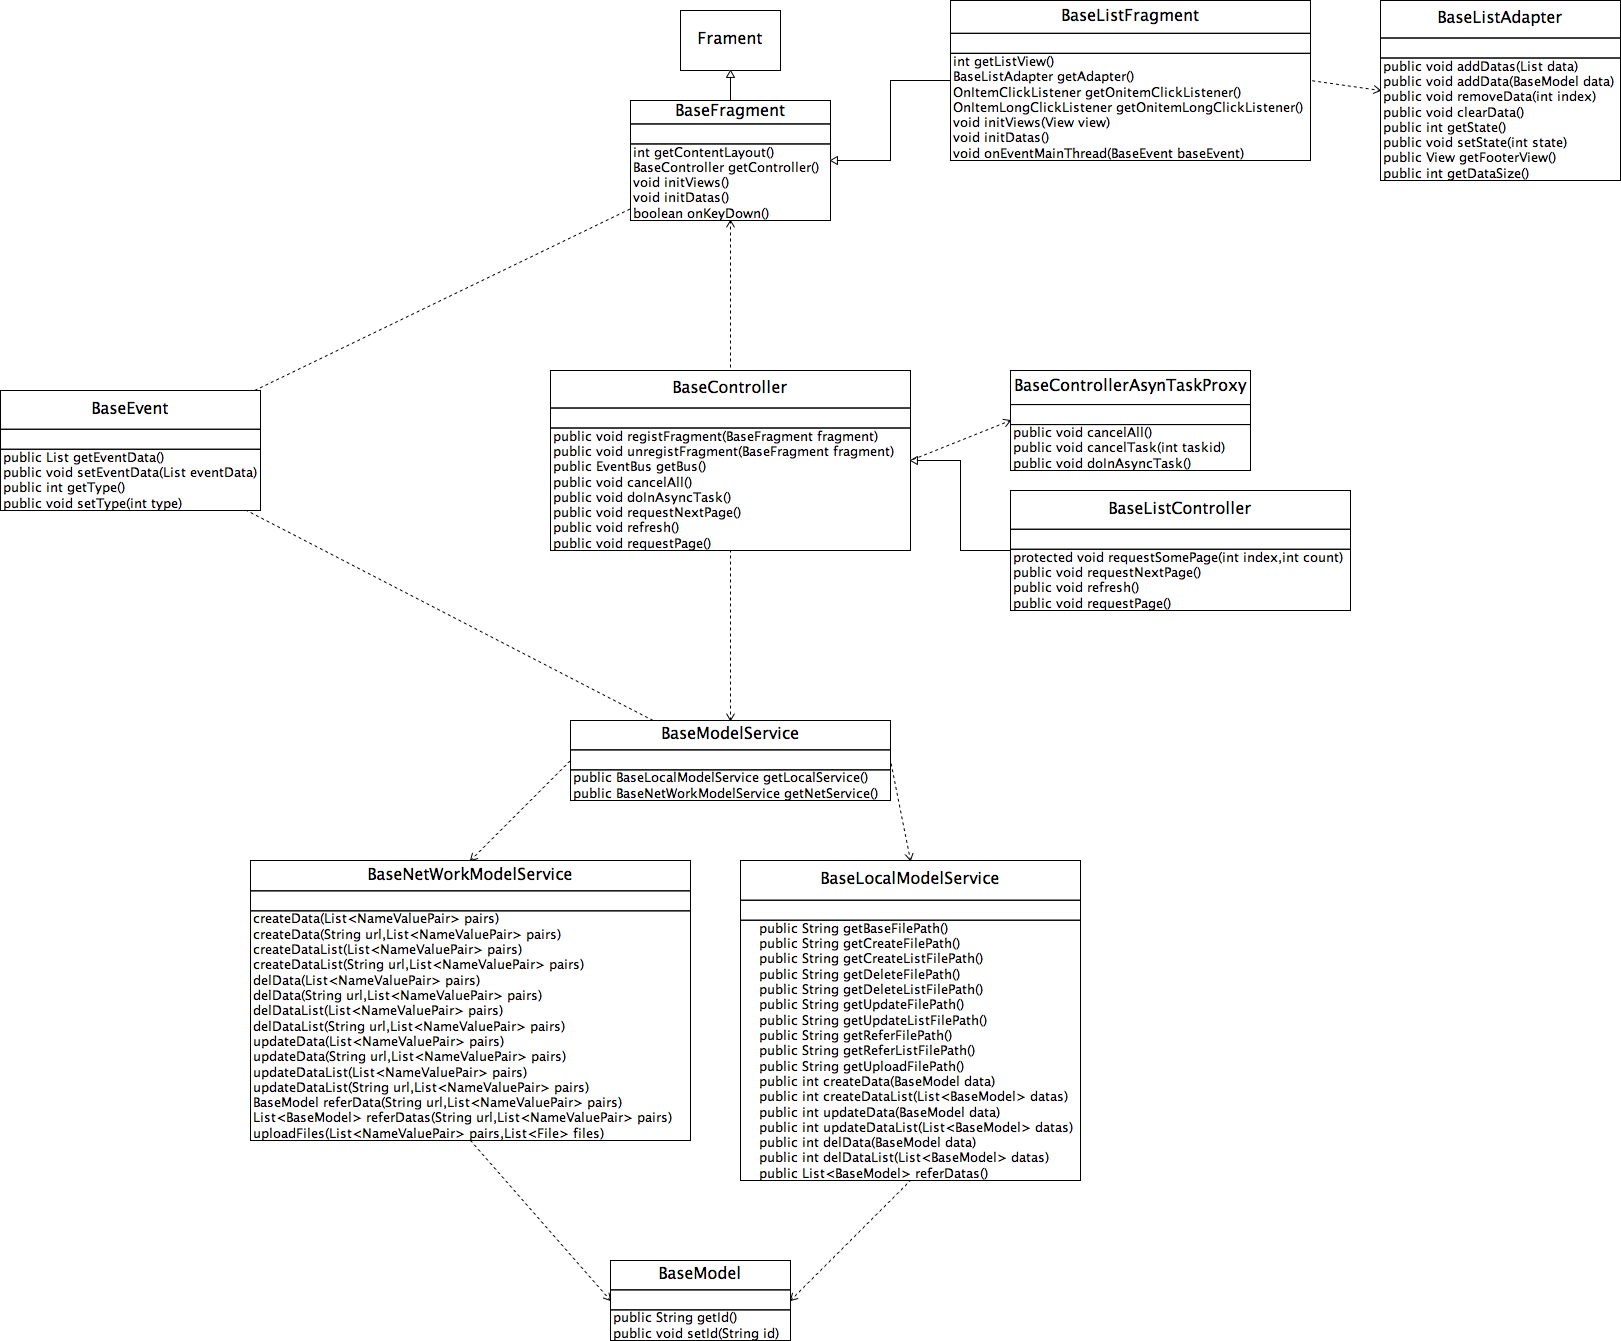 Frament
BaseFragment
int getContentLayout()
BaseController getController()
void initViews()
void initDatas()
boolean onKeyDown()
BaseListFragment
int getListView()
BaseListAdapter getAdapter()
OnItemClickListener getOnitemClickListener()
OnItemLongClickListener getOnitemLongClickListener()
void initViews(View view)
void initDatas()
void onEventMainThread(BaseEvent baseEvent)
BaseListAdapter
public void addDatas(List data)
public void addData(BaseModel data)
public void removeData(int index)
public void clearData()
public int getState()
public void setState(int state)
public View getFooterView()
public int getDataSize()
BaseEvent
public List getEventData()
public void setEventData(List eventData)
public int getType()
public void setType(int type)
BaseController
public void registFragment(BaseFragment fragment)
public void unregistFragment(BaseFragment fragment)
public EventBus getBus()
public void cancelAll()
public void doInAsyncTask()
public void requestNextPage()
public void refresh()
public void requestPage()
BaseControllerAsynTaskProxy
public void cancelAll()
public void cancelTask(int taskid)
public void doInAsyncTask()
BaseListController
protected void requestSomePage(int index,int count)
public void requestNextPage()
public void refresh()
public void requestPage()
BaseModelService
public BaseLocalModelService getLocalService()
public BaseNetWorkModelService getNetService()
BaseNetWorkModelService
createData(List<NameValuePair> pairs)
createData(String url,List<NameValuePair> pairs)
createDataList(List<NameValuePair> pairs)
createDataList(String url,List<NameValuePair> pairs)
delData(List<NameValuePair> pairs)
delData(String url,List<NameValuePair> pairs)
delDataList(List<NameValuePair> pairs)
delDataList(String url,List<NameValuePair> pairs)
updateData(List<NameValuePair> pairs)
updateData(String url,List<NameValuePair> pairs)
updateDataList(List<NameValuePair> pairs)
updateDataList(String url,List<NameValuePair> pairs)
BaseModel referData(String url,List<NameValuePair> pairs)
List<BaseModel> referDatas(String url,List<NameValuePair> pairs)
uploadFiles(List<NameValuePair> pairs,List<File> files)
BaseLocalModelService
public String getBaseFilePath()
public String getCreateFilePath()
public String getCreateListFilePath()
public String getDeleteFilePath()
public String getDeleteListFilePath()
public String getUpdateFilePath()
public String getUpdateListFilePath()
public String getReferFilePath()
public String getReferListFilePath()
public String getUploadFilePath()
public int createData(BaseModel data)
public int createDataList(List<BaseModel> datas)
public int updateData(BaseModel data)
public int updateDataList(List<BaseModel> datas)
public int delData(BaseModel data)
public int delDataList(List<BaseModel> datas)
public List<BaseModel> referDatas()
BaseModel
public String getId()
public void setId(String id)